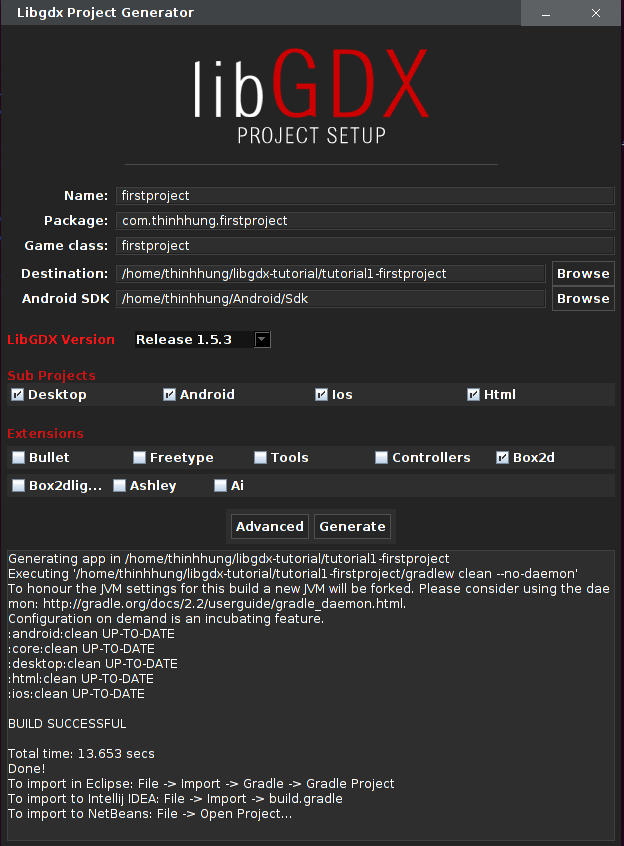 Libgdx Project Generator
libGDX
PROJECT SETUP
Name: firstproject
Package: com.thinhhung.firstproject
Game class: firstproject
Destination: /home/thinhhung/libgdx-tutorial/tutorial1-firstproject Browse
Android SDK /home/thinhhung/Android/Sdk Browse
LibGDX Version Release 1.5.3
Sub Projects
Desktop Android Ios Html
Extensions
Bullet Freetype Tools Controllers Box2d
Box2dlig... Ashley Ai
Advanced Generate
Generating app in /home/thinhhung/libgdx-tutorial/tutorial1-firstproject
Executing '/home/thinhhung/libgdx-tutorial/tutorial1-firstproject/gradlew clean --no-daemon'
To honour the JVM settings for this build a new JVM will be forked. Please consider using the dae
mon: http://gradle.org/docs/2.2/userguide/gradle_daemon.html.
Configuration on demand is an incubating feature.
:android:clean UP-TO-DATE
:core:clean UP-TO-DATE
:desktop:clean UP-TO-DATE
:html:clean UP-TO-DATE
:ios:clean UP-TO-DATE
BUILD SUCCESSFUL
Total time: 13.653 secs
Done!
To import in Eclipse: File -> Import -> Gradle -> Gradle Project
To import to Intellij IDEA: File -> Import -> build.gradle
To import to NetBeans: File -> Open Project...